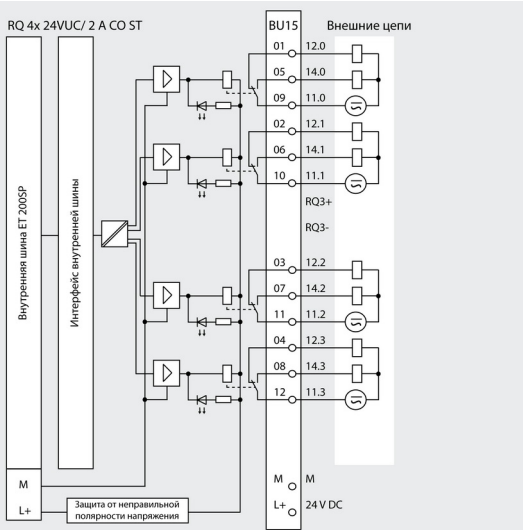 RQ 4x 24VUC/ 2 A CO ST
BU15
Внешние цепи
Внутренняя шина ET 200SP
Интерфейс внутренней шины
01 12.0
05 14.0
09 11.0
02 12.1
06 14.1
10 11.1
RQ3+
RQ3-
03 12.2
07 14.2
11 11.2
04 12.3
08 14.3
12 11.3
M
M M
L+
Защита от неправильной
полярности напряжения
L+ 24 V DC